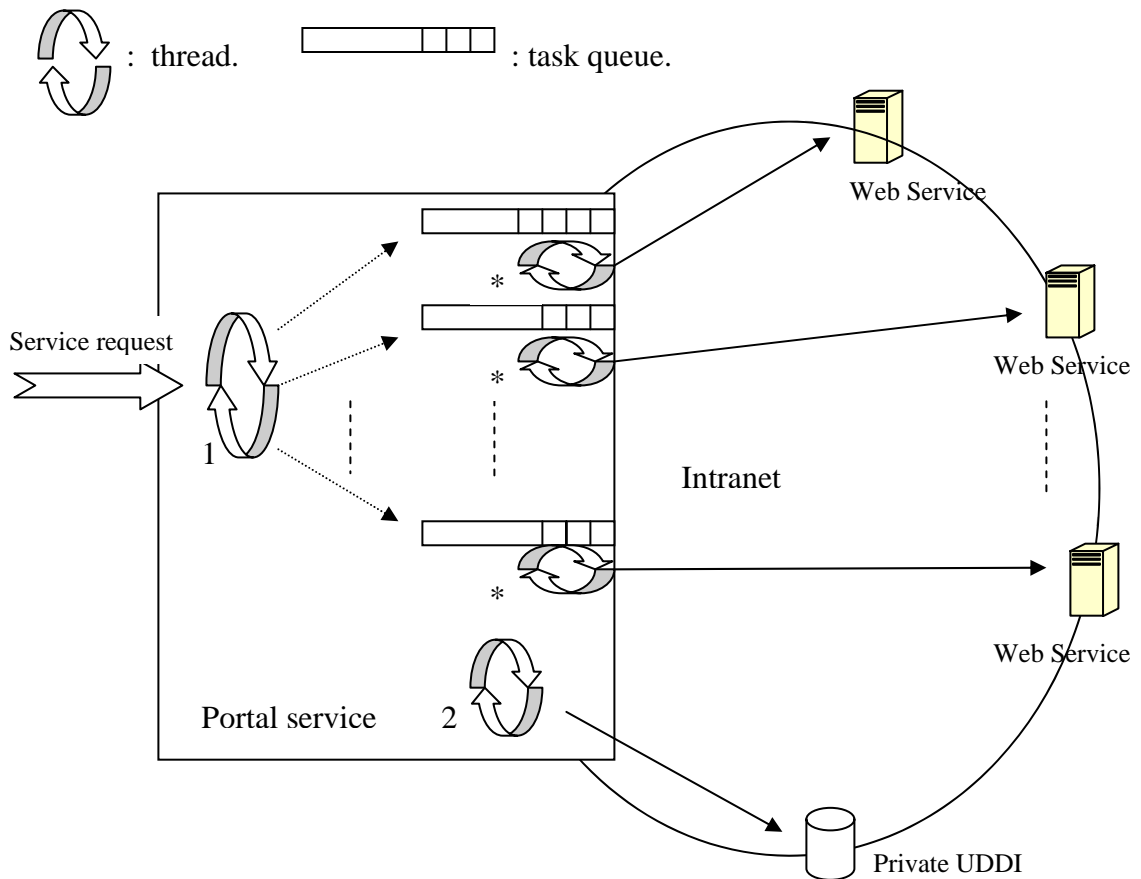 : thread.
: task queue.
Web Service
*
Service request
*
Web Service
1
Intranet
*
Web Service
Portal service
2
Private UDDI